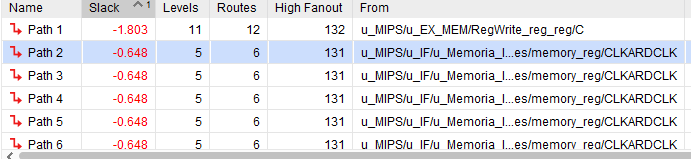 Name Slack 1 Levels Routes High Fanout From
Path 1 -1.803 11 12 132 u_MIPS/u_EX_MEM/RegWrite_reg_reg/C
Path 2 -0.648 5 6 131 u_MIPS/u_IF/u_Memoria_I...es/memory_reg/CLKARDCLK
Path 3 -0.648 5 6 131 u_MIPS/u_IF/u_Memoria_I...es/memory_reg/CLKARDCLK
Path 4 -0.648 5 6 131 u_MIPS/u_IF/u_Memoria_I...es/memory_reg/CLKARDCLK
Path 5 -0.648 5 6 131 u_MIPS/u_IF/u_Memoria_I...es/memory_reg/CLKARDCLK
Path 6 -0.648 5 6 131 u_MIPS/u_IF/u_Memoria_I...es/memory_reg/CLKARDCLK